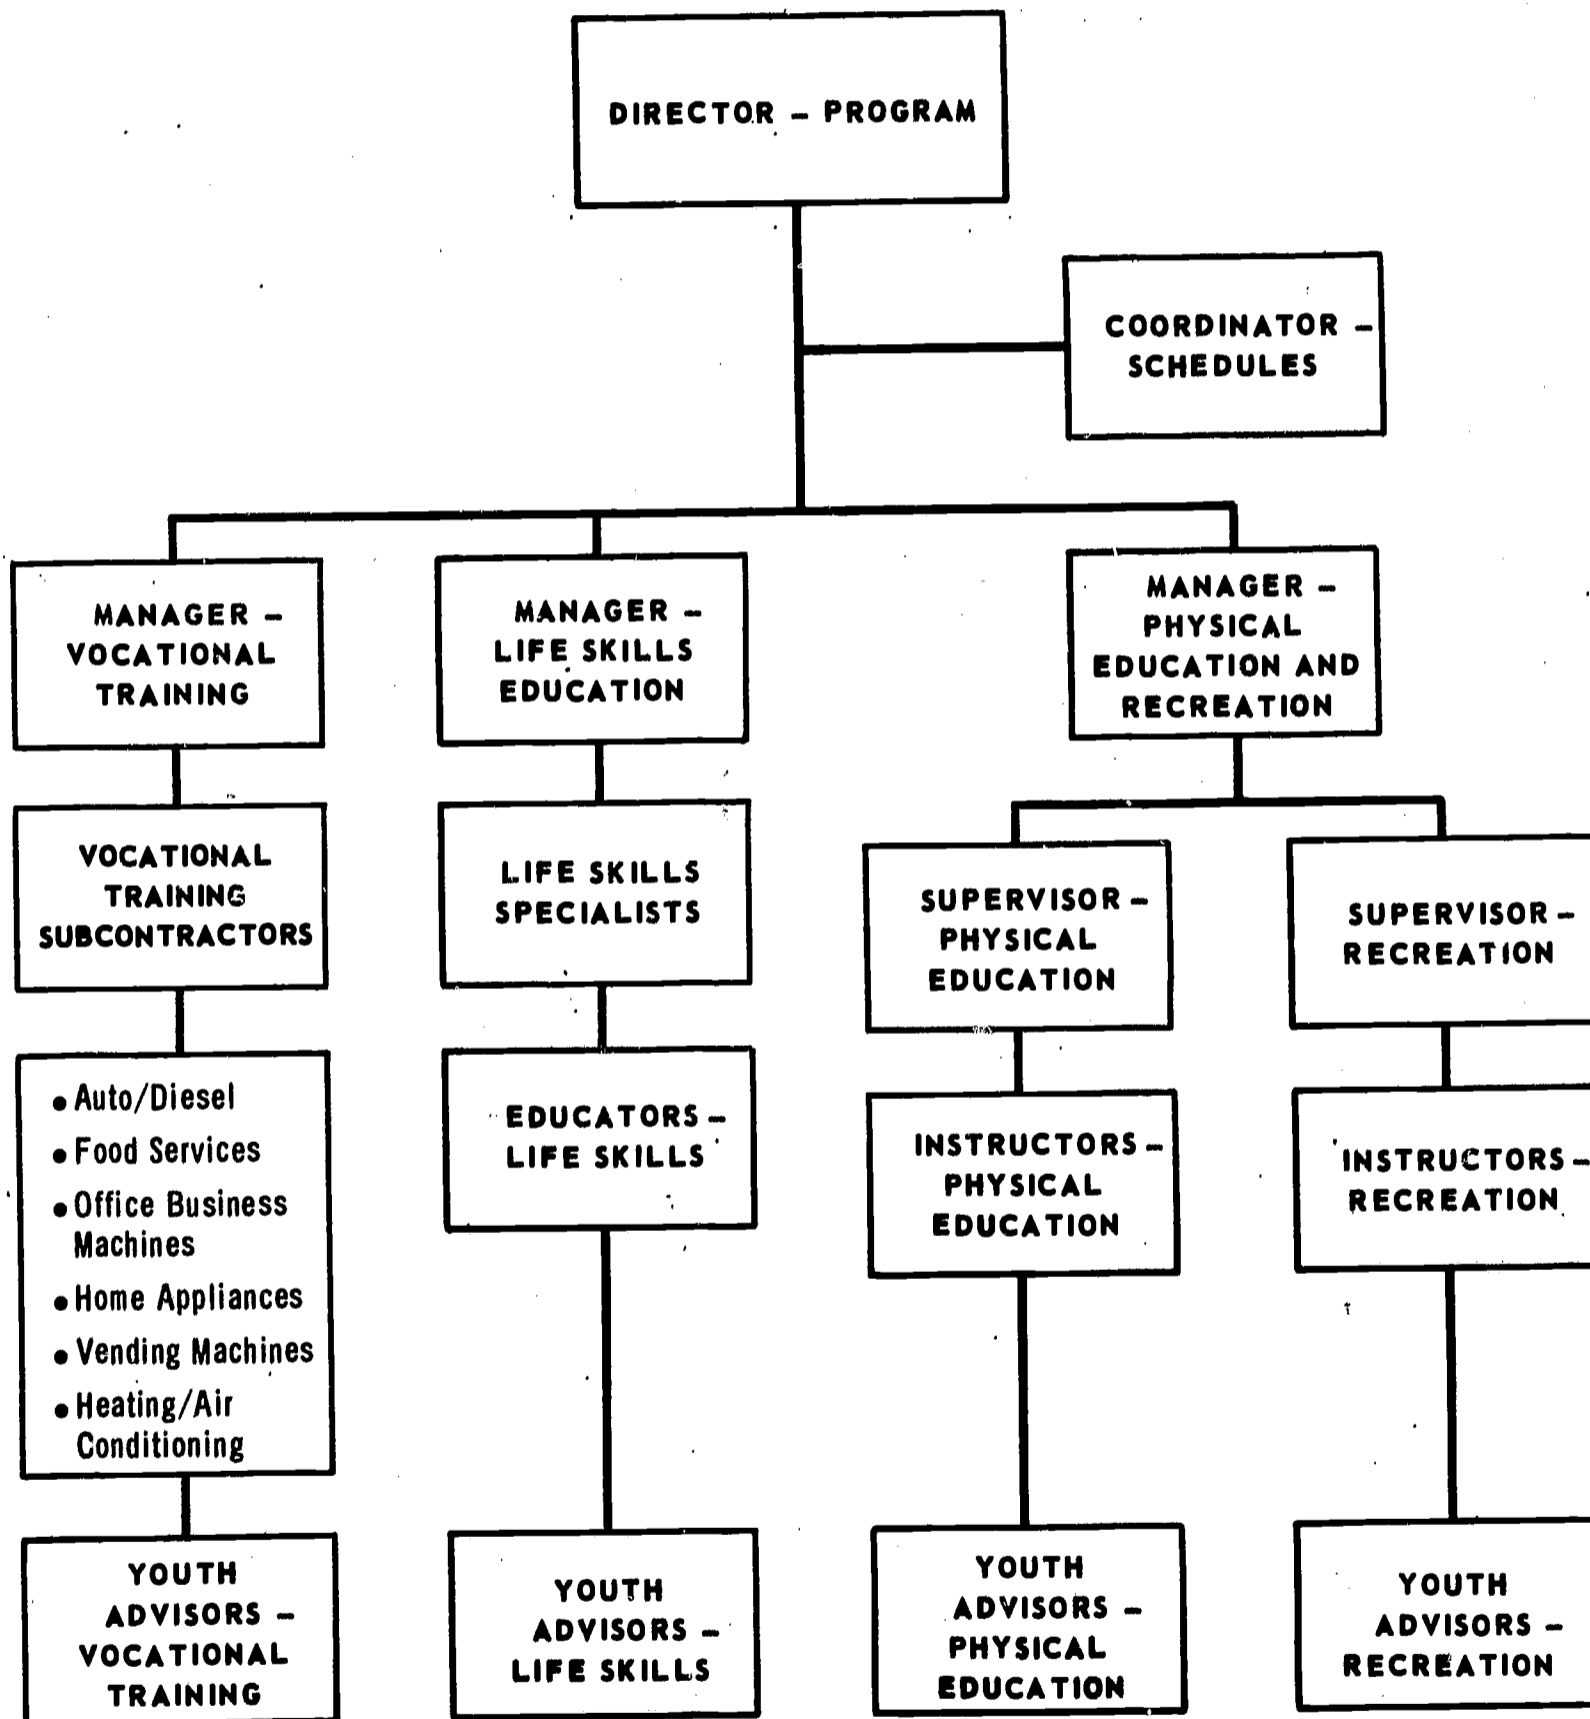 DIRECTOR – PROGRAM
COORDINATOR –
SCHEDULES
MANAGER –
VOCATIONAL
TRAINING
MANAGER –
LIFE SKILLS
EDUCATION
MANAGER –
PHYSICAL
EDUCATION AND
RECREATION
VOCATIONAL
TRAINING
SUBCONTRACTORS
LIFE SKILLS
SPECIALISTS
SUPERVISOR –
PHYSICAL
EDUCATION
SUPERVISOR –
RECREATION
• Auto/Diesel
• Food Services
• Office Business
Machines
• Home Appliances
• Vending Machines
• Heating/Air
Conditioning
EDUCATORS –
LIFE SKILLS
INSTRUCTORS –
PHYSICAL
EDUCATION
INSTRUCTORS –
RECREATION
YOUTH
ADVISORS –
VOCATIONAL
TRAINING
YOUTH
ADVISORS –
LIFE SKILLS
YOUTH
ADVISORS –
PHYSICAL
EDUCATION
YOUTH
ADVISORS –
RECREATION